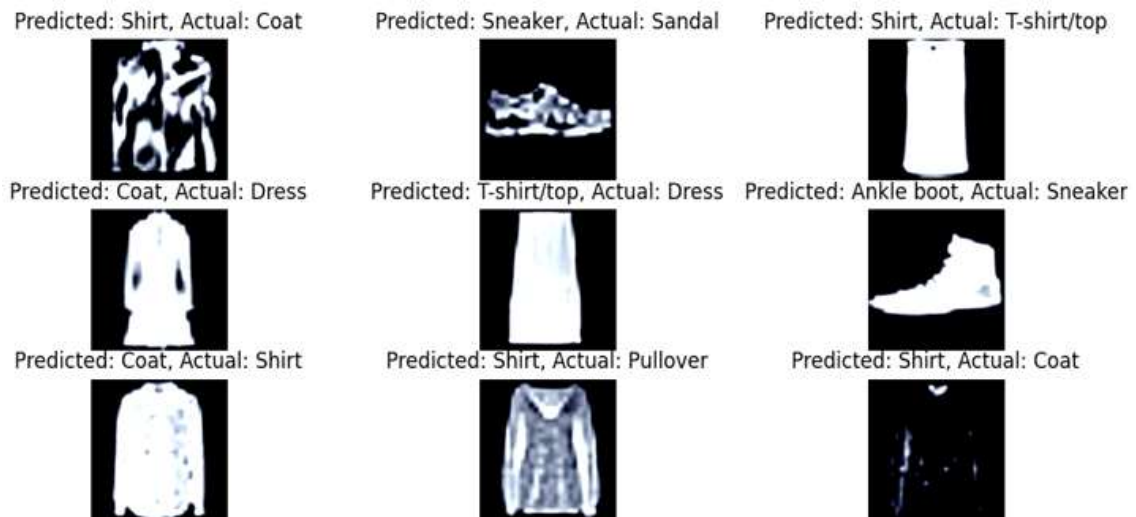 Predicted: Shirt, Actual: Coat
Predicted: Sneaker, Actual: Sandal
Predicted: Shirt, Actual: T-shirt/top
Predicted: Coat, Actual: Dress
Predicted: T-shirt/top, Actual: Dress
Predicted: Ankle boot, Actual: Sneaker
Predicted: Coat, Actual: Shirt
Predicted: Shirt, Actual: Pullover
Predicted: Shirt, Actual: Coat